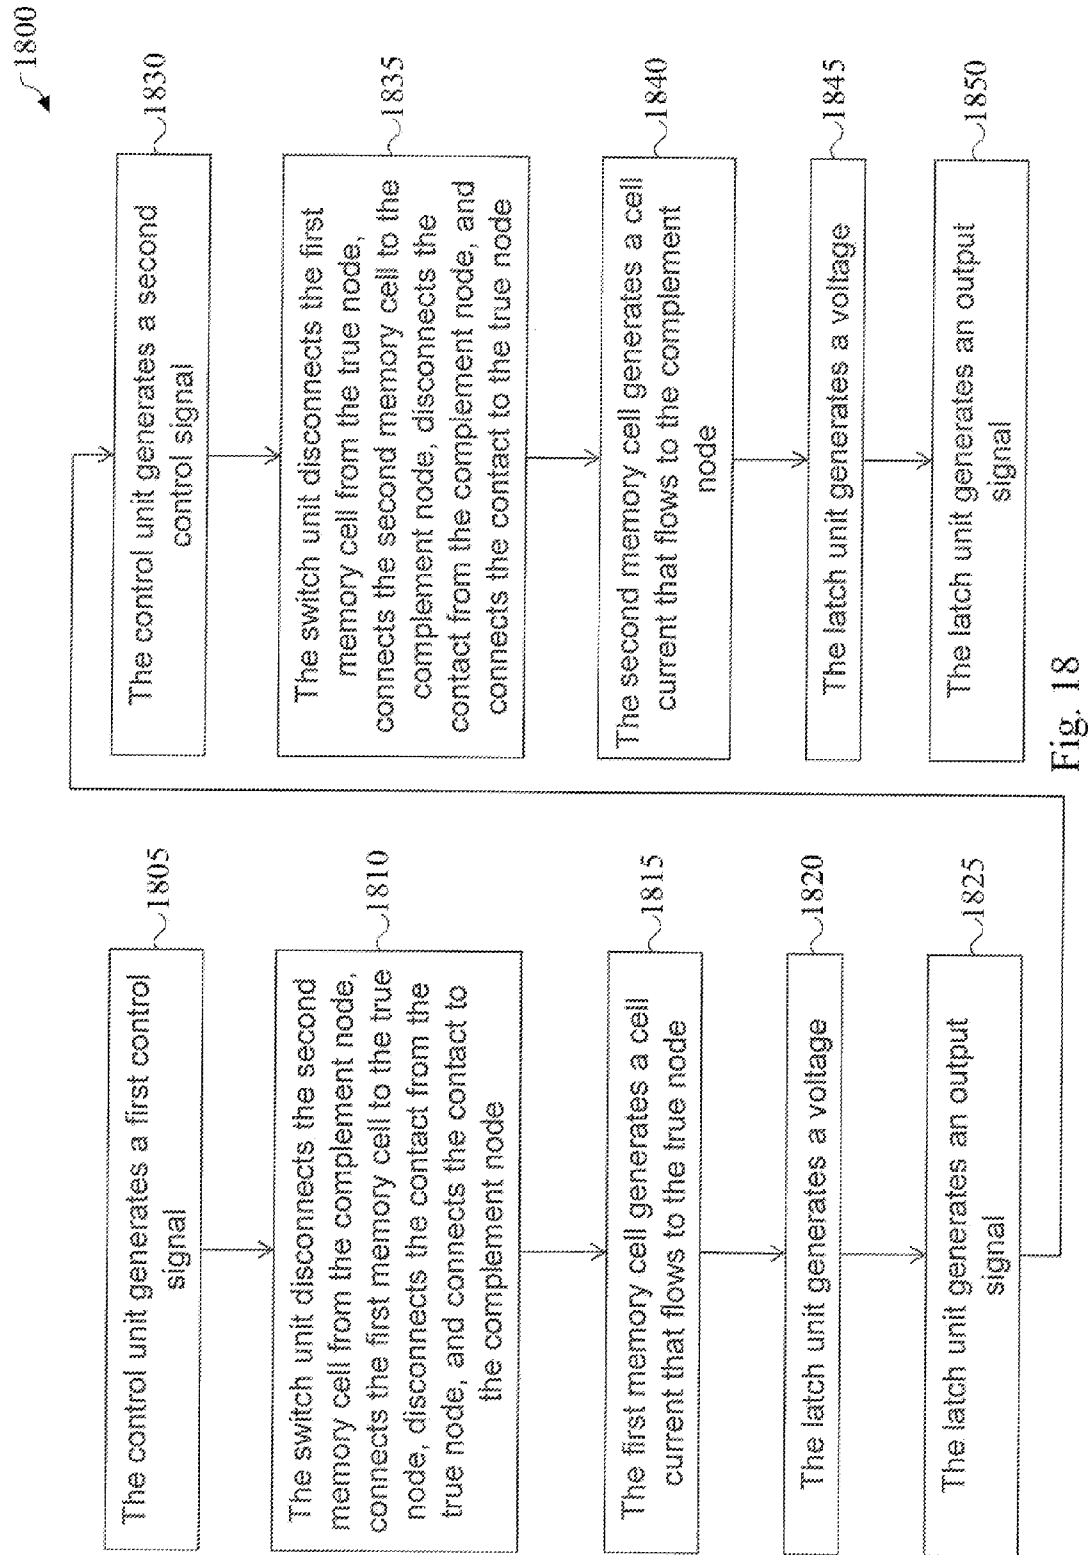 1800
The control unit generates a first control
signal
1805
The switch unit disconnects the second
memory cell from the complement node,
connects the first memory cell to the true
node, disconnects the contact from the
true node, and connects the contact to
the complement node
1810
The first memory cell generates a cell
current that flows to the true node
1815
The latch unit generates a voltage
1820
The latch unit generates an output
signal
1825
The control unit generates a second
control signal
1830
The switch unit disconnects the first
memory cell from the true node,
connects the second memory cell to the
complement node, disconnects the
contact from the complement node, and
connects the contact to the true node
1835
The second memory cell generates a cell
current that flows to the complement
node
1840
The latch unit generates a voltage
1845
The latch unit generates an output
signal
1850
Fig. 18